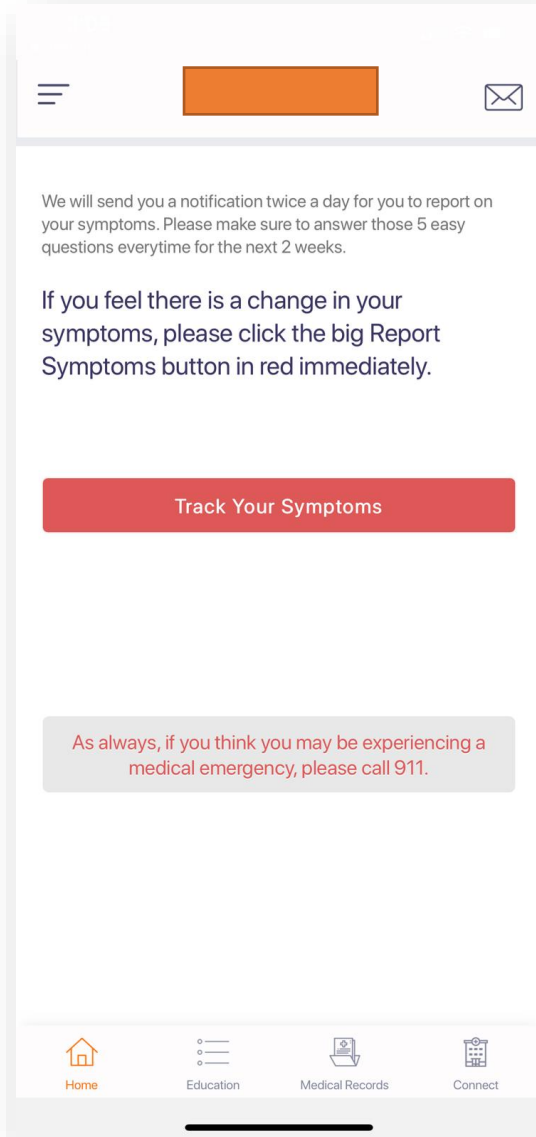 We will send you a notification twice a day for you to report on
your symptoms. Please make sure to answer those 5 easy
questions everytime for the next 2 weeks.
If you feel there is a change in your
symptoms, please click the big Report
Symptoms button in red immediately.
Track Your Symptoms
As always, if you think you may be experiencing a
medical emergency, please call 911.
Home
Education
Medical Records
Connect